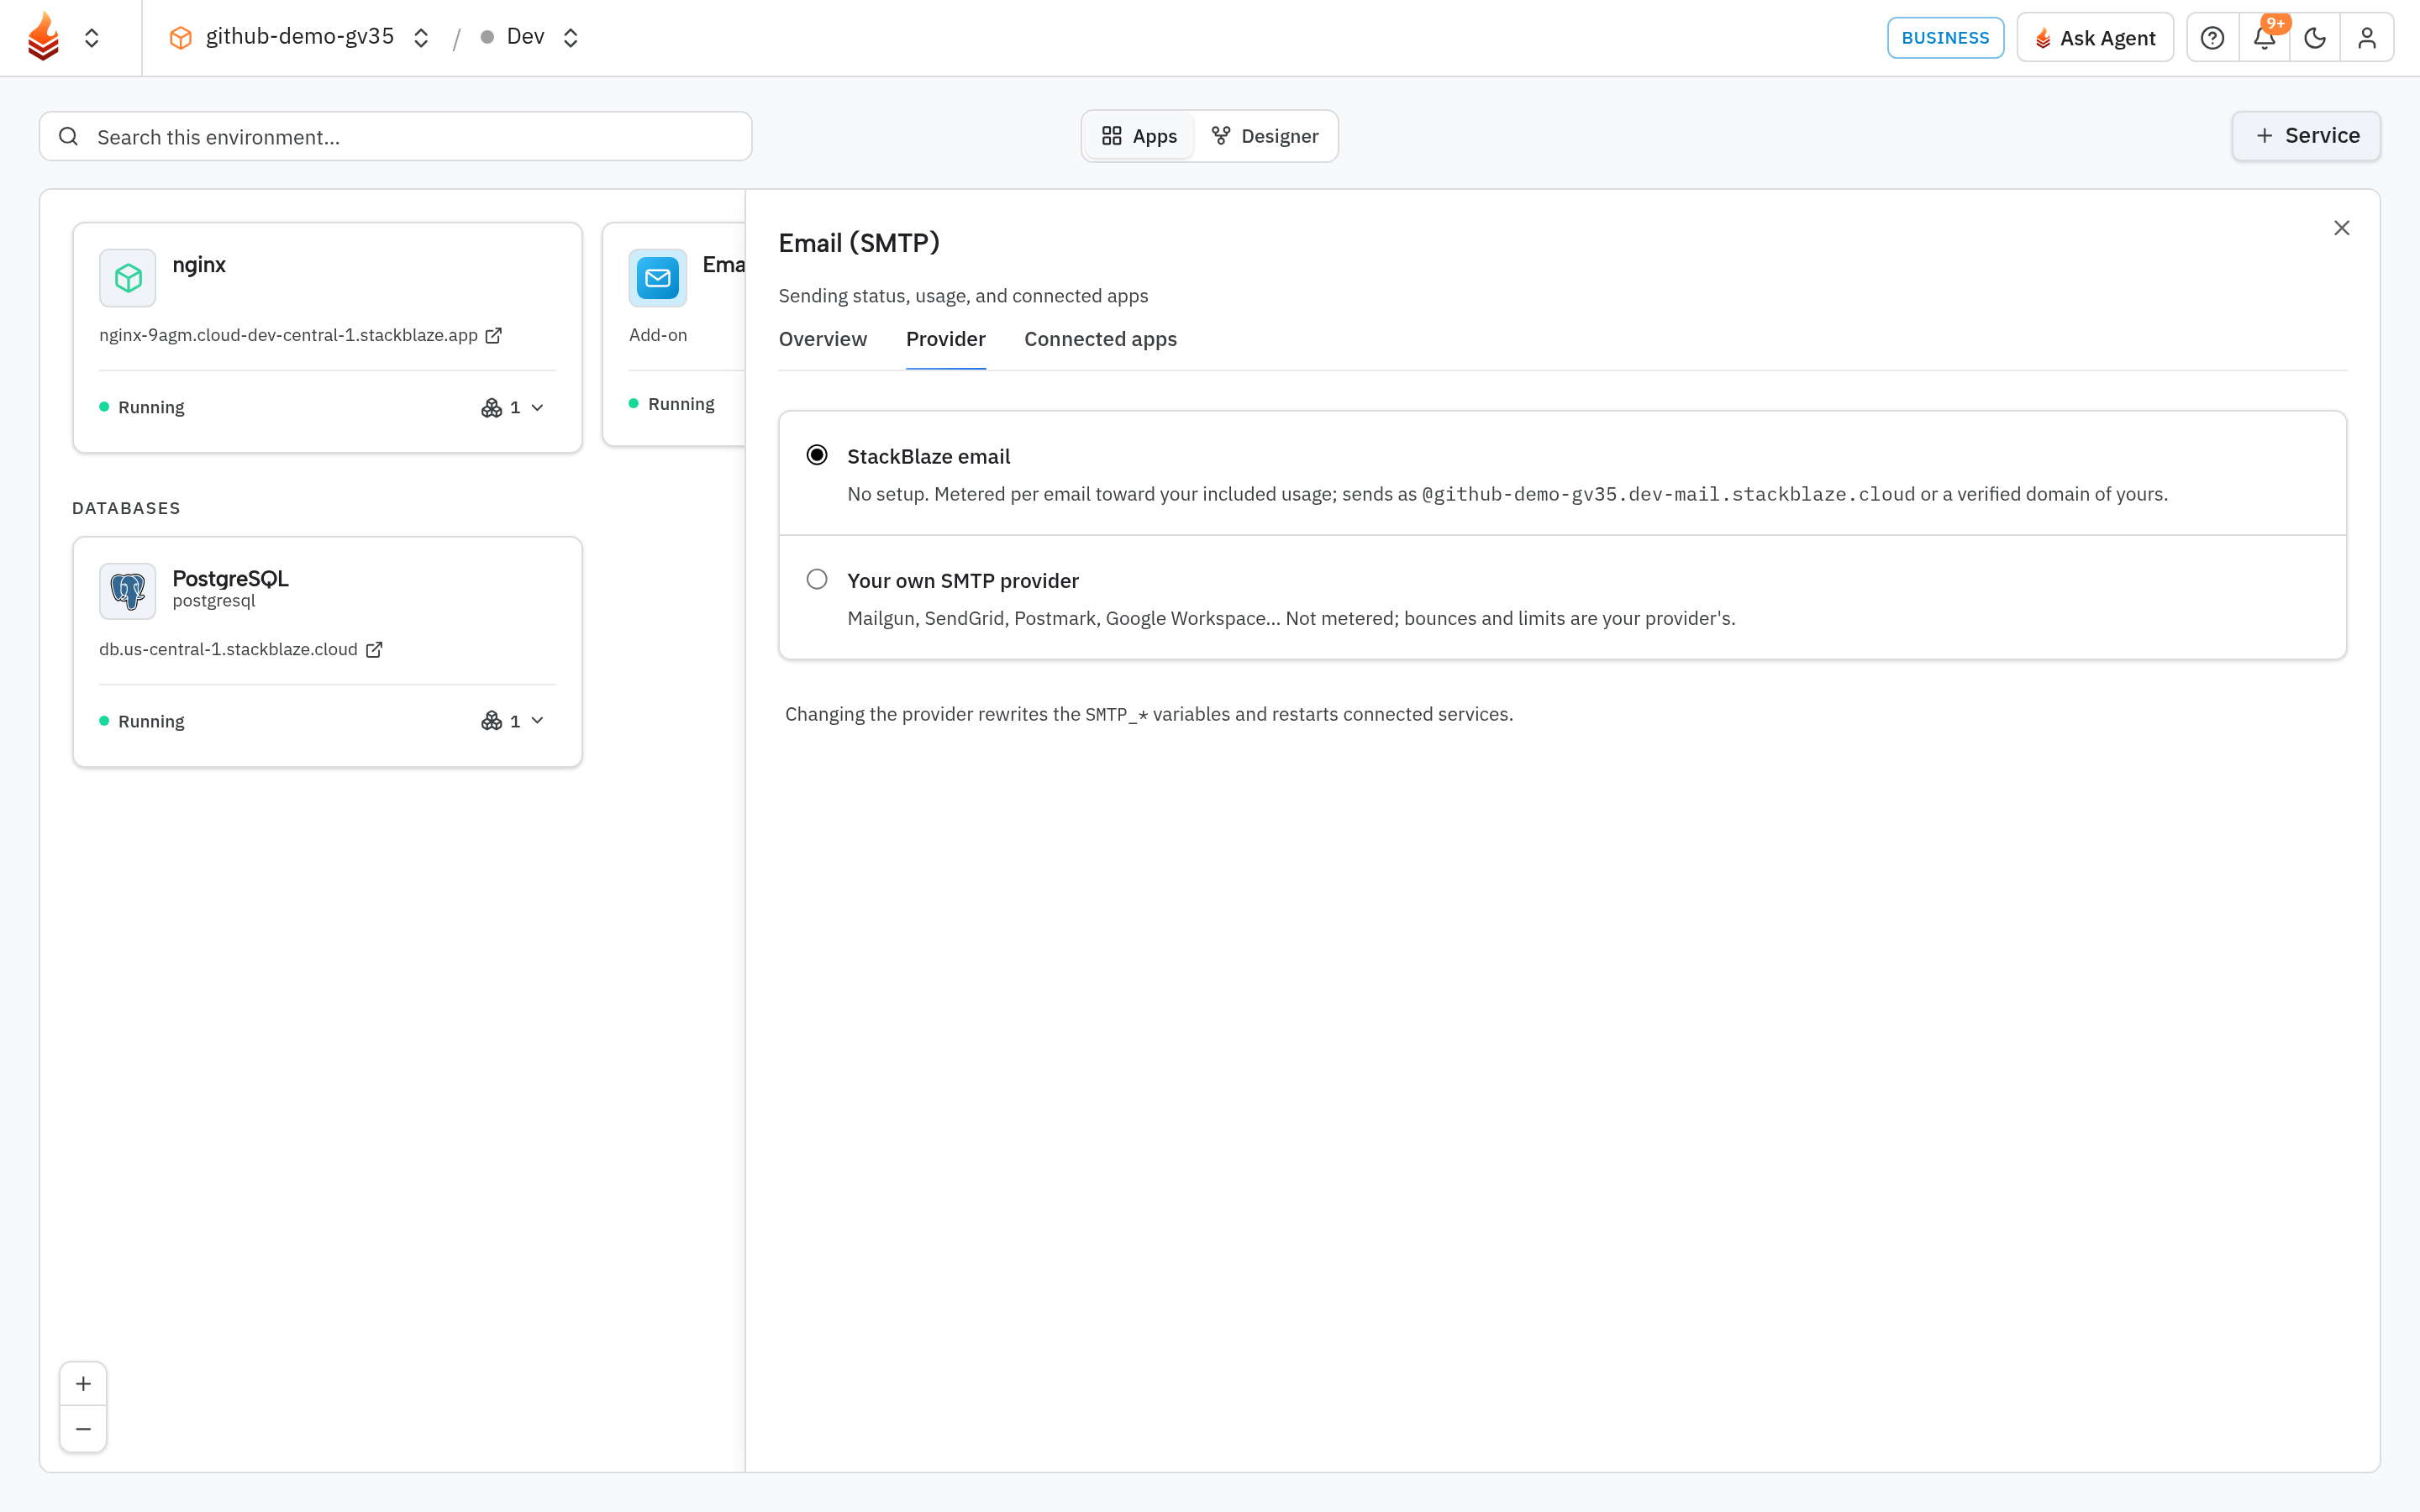 github-demo-gv35 / Dev
BUSINESS
Ask Agent
9+
Search this environment...
Apps
Designer
+ Service
nginx
nginx-9agm.cloud-dev-central-1.stackblaze.app
Running
1
Ema
Add-on
Running
DATABASES
PostgreSQL
postgresql
db.us-central-1.stackblaze.cloud
Running
1
Email (SMTP)
Sending status, usage, and connected apps
Overview
Provider
Connected apps
StackBlaze email
No setup. Metered per email toward your included usage; sends as @github-demo-gv35.dev-mail.stackblaze.cloud or a verified domain of yours.
Your own SMTP provider
Mailgun, SendGrid, Postmark, Google Workspace... Not metered; bounces and limits are your provider's.
Changing the provider rewrites the SMTP_* variables and restarts connected services.